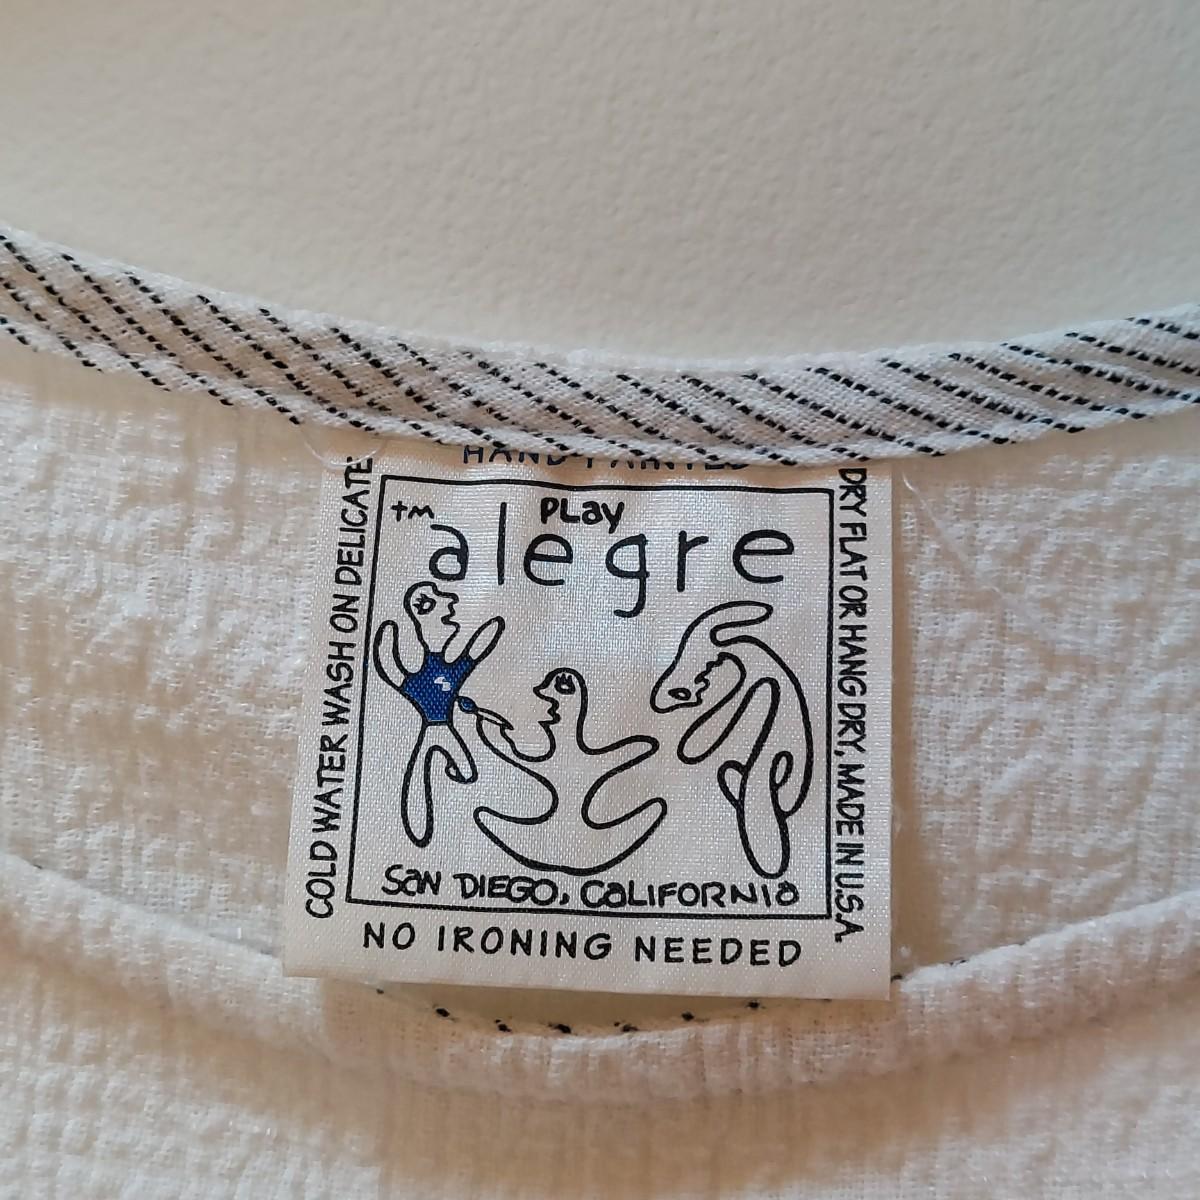 HAND PAINTED
COLD WATER WASH ON DELICATE
TM
PLay
alegre
SaN DIEGO, CaLIFORNIa
NO IRONING NEEDED
DRY FLAT OR HANG DRY, MADE IN U.S.A.